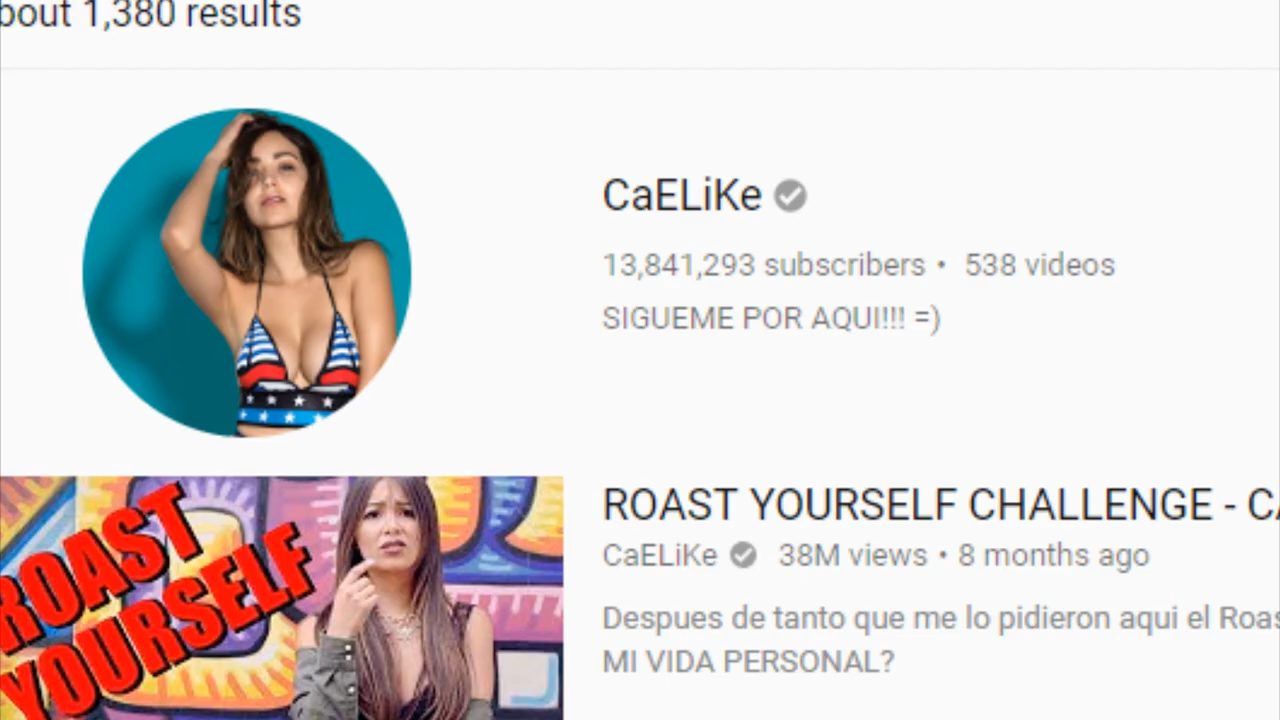 bout 1,380 results
CaELiKe
13,841,293 subscribers • 538 videos
SIGUEME POR AQUI!!! =)
ROAST
YOURSELF
ROAST YOURSELF CHALLENGE - CA
CaELiKe 38M views • 8 months ago
Despues de tanto que me lo pidieron aqui el Roas
MI VIDA PERSONAL?